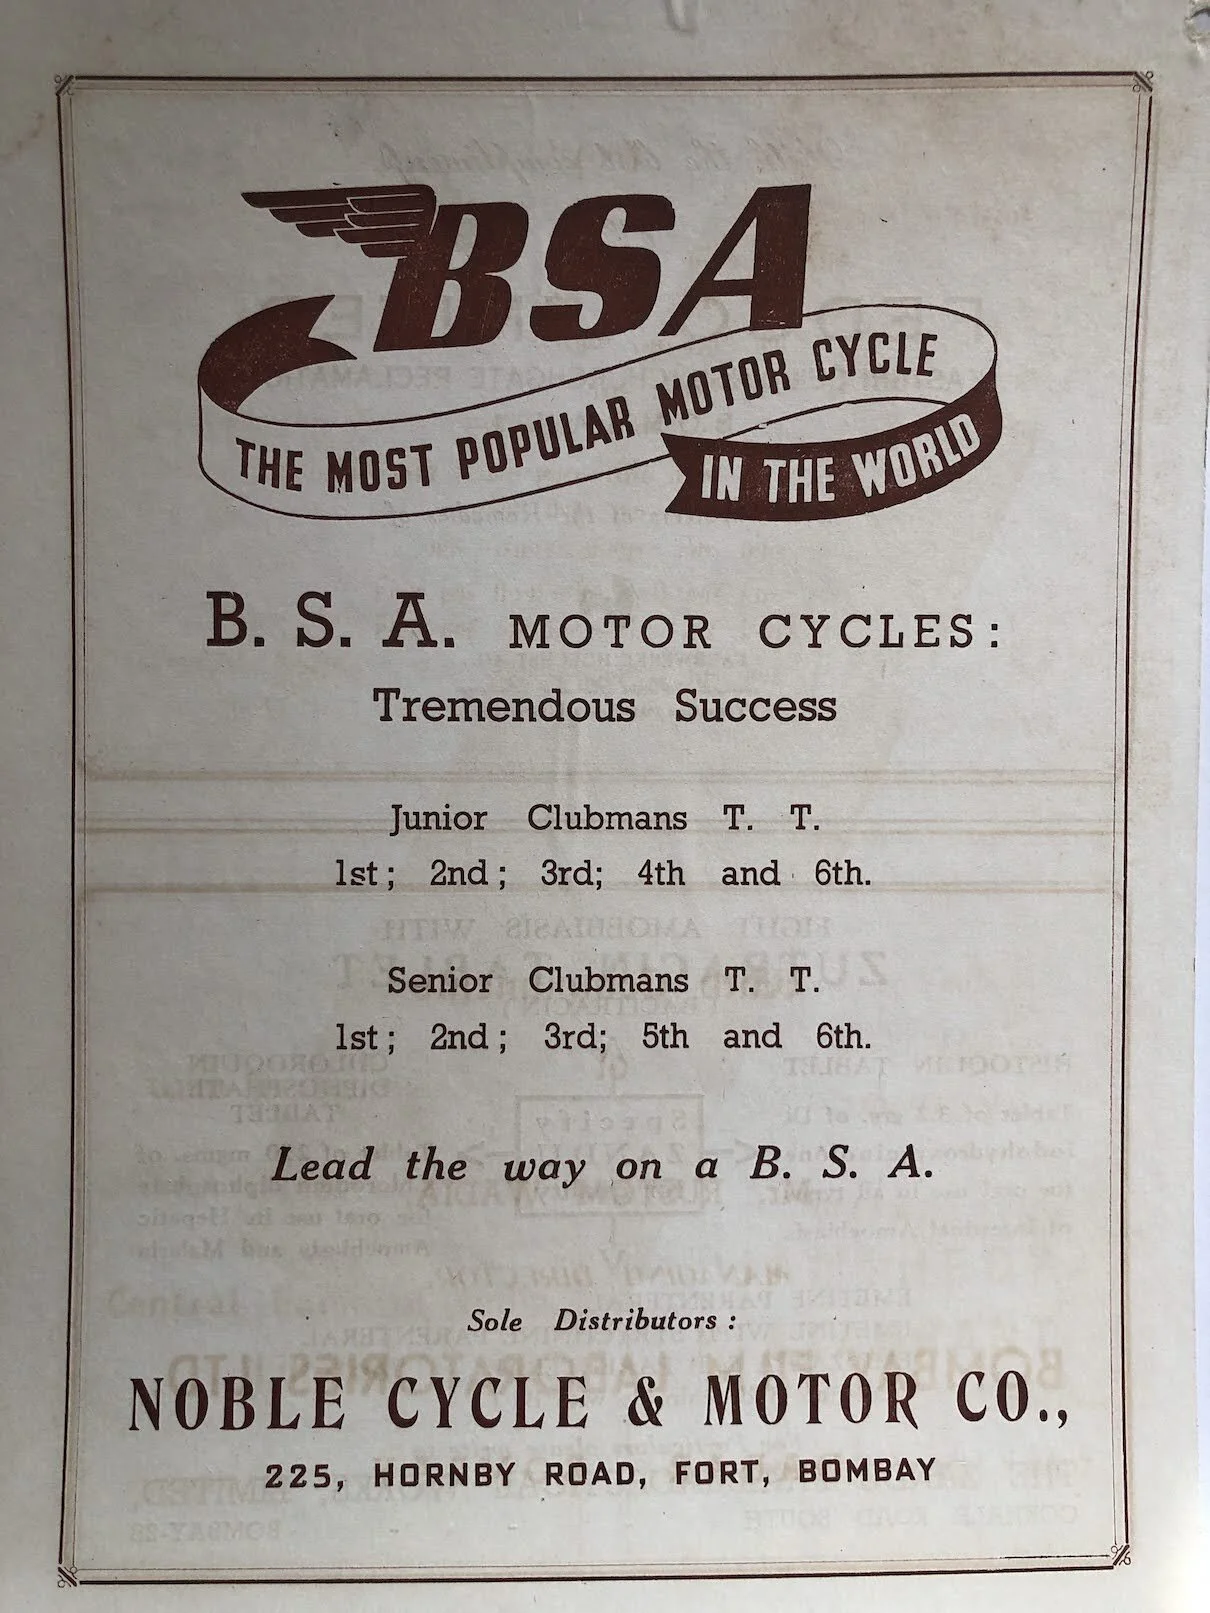 BSA
THE MOST POPULAR MOTOR CYCLE
IN THE WORLD
B. S. A. MOTOR CYCLES:
Tremendous Success
Junior Clubmans T. T.
1st; 2nd; 3rd; 4th and 6th.
Senior Clubmans T. T.
1st; 2nd; 3rd; 5th and 6th.
Lead the way on a B. S. A.
Sole Distributors:
NOBLE CYCLE & MOTOR CO.,
225, HORNBY ROAD, FORT, BOMBAY